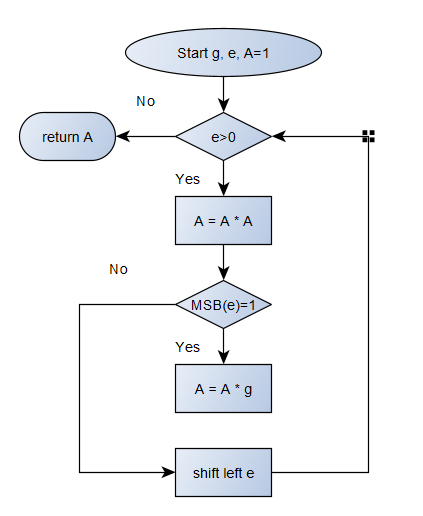 Start g, e, A=1
No
return A
e>0
Yes
A = A * A
No
MSB(e)=1
Yes
A = A * g
shift left e